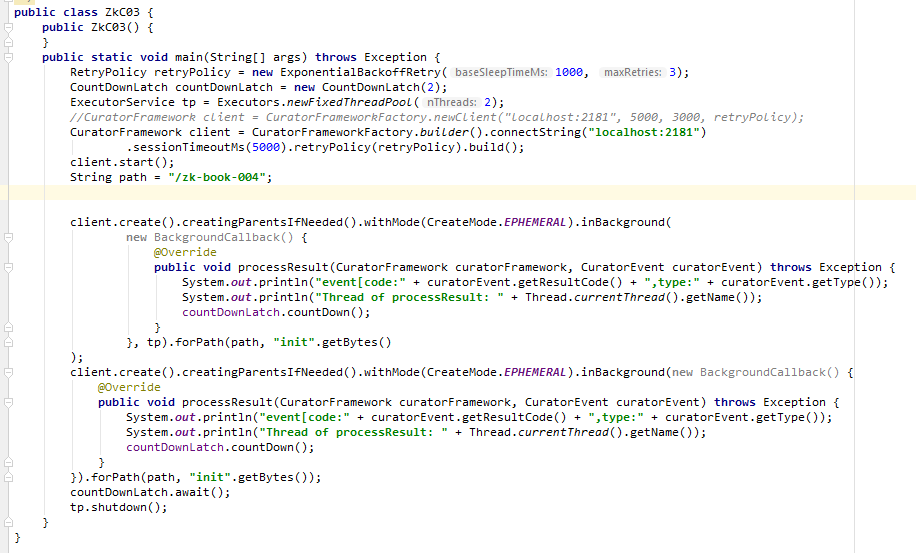 public class ZkC03 {
    public ZkC03() {
    }
    public static void main(String[] args) throws Exception {
        RetryPolicy retryPolicy = new ExponentialBackoffRetry( baseSleepTimeMs: 1000,  maxRetries: 3);
        CountDownLatch countDownLatch = new CountDownLatch(2);
        ExecutorService tp = Executors.newFixedThreadPool( nThreads: 2);
        //CuratorFramework client = CuratorFrameworkFactory.newClient("localhost:2181", 5000, 3000, retryPolicy);
        CuratorFramework client = CuratorFrameworkFactory.builder().connectString("localhost:2181")
                .sessionTimeoutMs(5000).retryPolicy(retryPolicy).build();
        client.start();
        String path = "/zk-book-004";
        client.create().creatingParentsIfNeeded().withMode(CreateMode.EPHEMERAL).inBackground(
                new BackgroundCallback() {
                    @Override
                    public void processResult(CuratorFramework curatorFramework, CuratorEvent curatorEvent) throws Exception {
                        System.out.println("event[code:" + curatorEvent.getResultCode() + ",type:" + curatorEvent.getType());
                        System.out.println("Thread of processResult: " + Thread.currentThread().getName());
                        countDownLatch.countDown();
                    }
                }, tp).forPath(path, "init".getBytes()
        );
        client.create().creatingParentsIfNeeded().withMode(CreateMode.EPHEMERAL).inBackground(new BackgroundCallback() {
            @Override
            public void processResult(CuratorFramework curatorFramework, CuratorEvent curatorEvent) throws Exception {
                System.out.println("event[code:" + curatorEvent.getResultCode() + ",type:" + curatorEvent.getType());
                System.out.println("Thread of processResult: " + Thread.currentThread().getName());
                countDownLatch.countDown();
            }
        }).forPath(path, "init".getBytes());
        countDownLatch.await();
        tp.shutdown();
    }
}